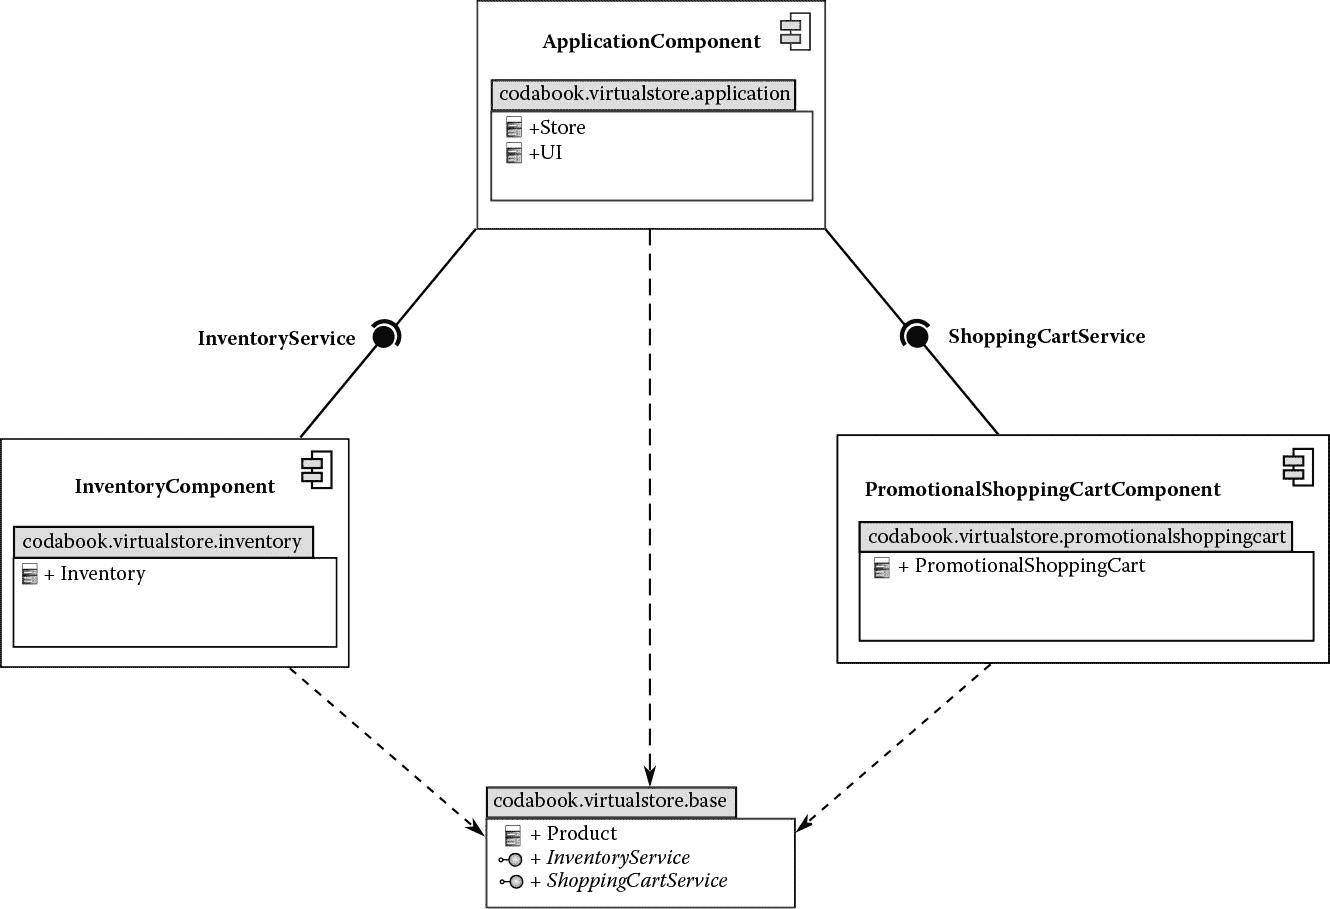 ApplicationComponent
codabook.virtualstore.application
+Store
+UI
InventoryService
ShoppingCartService
InventoryComponent
codabook.virtualstore.inventory
+ Inventory
PromotionalShoppingCartComponent
codabook.virtualstore.promotionalshoppingcart
+ PromotionalShoppingCart
codabook.virtualstore.base
+ Product
+ InventoryService
+ ShoppingCartService